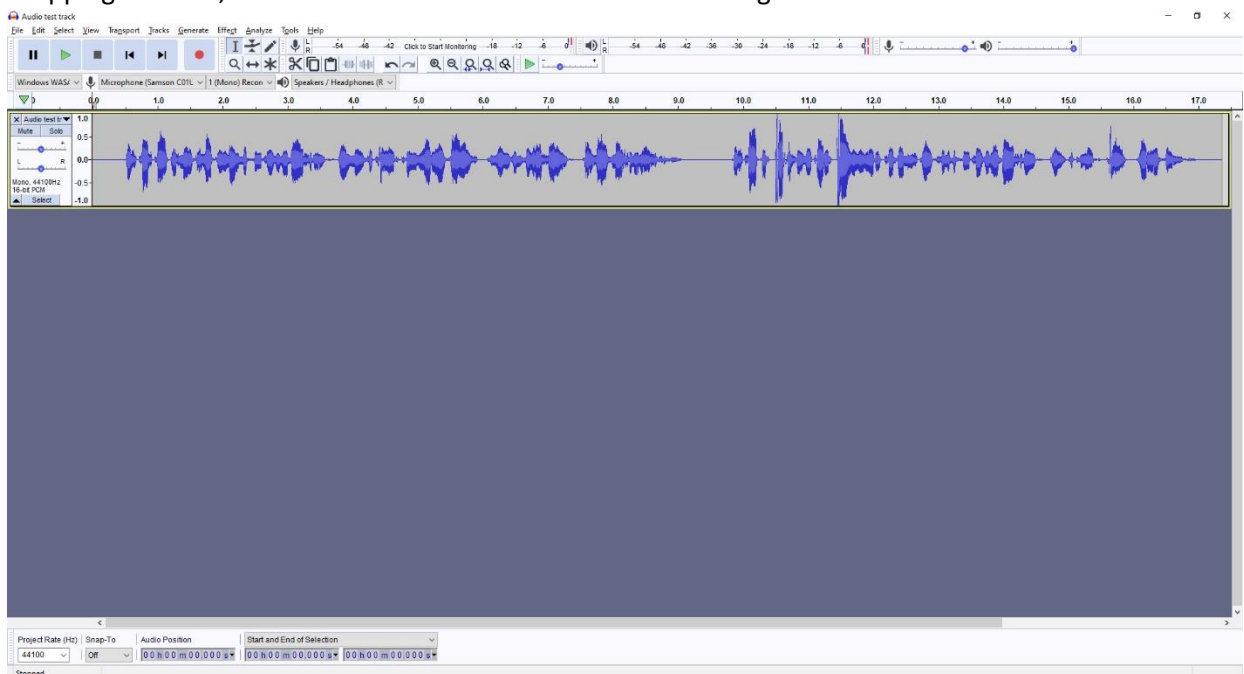 Audio test track
File Edit Select View Transport Tracks Generate Effect Analyze Tools Help
L R -54 -48 -42 Click to Start Monitoring -18 -12 -6 0 L R -54 -48 -42 -36 -30 -24 -18 -12 -6 0
Windows WAS/ Microphone (Samson C01L 1 (Mono) Recor Speakers / Headphones (R
0.0 1.0 2.0 3.0 4.0 5.0 6.0 7.0 8.0 9.0 10.0 11.0 12.0 13.0 14.0 15.0 16.0 17.0
X Audio test tr 1.0
Mute Solo 0.5
- +
L R 0.0
Mono, 44100Hz
16-bit PCM -0.5
Select -1.0
Project Rate (Hz) Snap-To Audio Position Start and End of Selection
44100 Off 00 h 00 m 00.000 s 00 h 00 m 00.000 s 00 h 00 m 00.000 s
Stopped